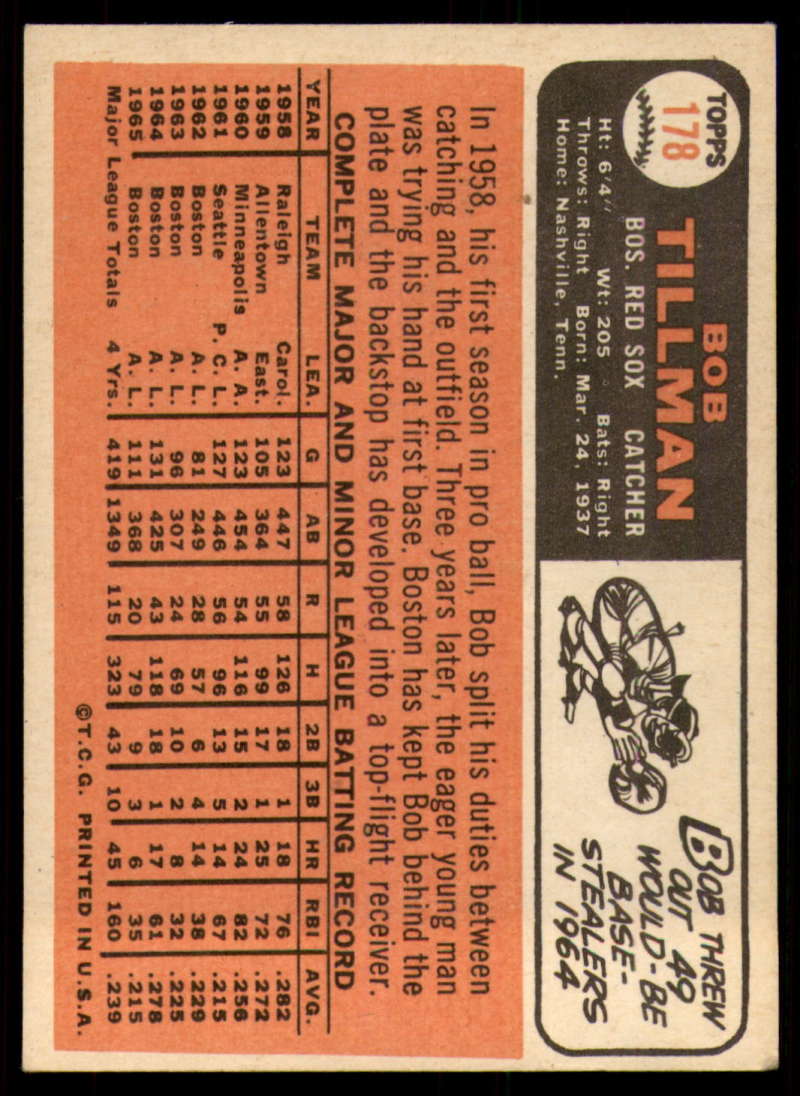 TOPPS
178
BOB
TILLMAN
BOS. RED SOX CATCHER
Ht: 6'4" Wt: 205 Bats: Right
Throws: Right Born: Mar. 24, 1937
Home: Nashville, Tenn.
BOB THREW
OUT 49
WOULD-BE
BASE-
STEALERS
IN 1964
In 1958, his first season in pro ball, Bob split his duties between
catching and the outfield. Three years later, the eager young man
was trying his hand at first base. Boston has kept Bob behind the
plate and the backstop has developed into a top-flight receiver.
COMPLETE MAJOR AND MINOR LEAGUE BATTING RECORD
YEAR TEAM LEA. G AB R H 2B 3B HR RBI AVG.
1958 Raleigh Carol. 123 447 58 126 18 1 18 76 .282
1959 Allentown East. 105 364 55 99 17 1 25 72 .272
1960 Minneapolis A. A. 123 454 54 116 15 2 24 82 .256
1961 Seattle P. C. L. 127 446 56 96 13 5 14 67 .215
1962 Boston A. L. 81 249 28 57 6 4 14 38 .229
1963 Boston A. L. 96 307 24 69 10 2 8 32 .225
1964 Boston A. L. 131 425 43 118 18 1 17 61 .278
1965 Boston A. L. 111 368 20 79 9 3 6 35 .215
Major League Totals 4 Yrs. 419 1349 115 323 43 10 45 160 .239
©T.C.G. PRINTED IN U.S.A.